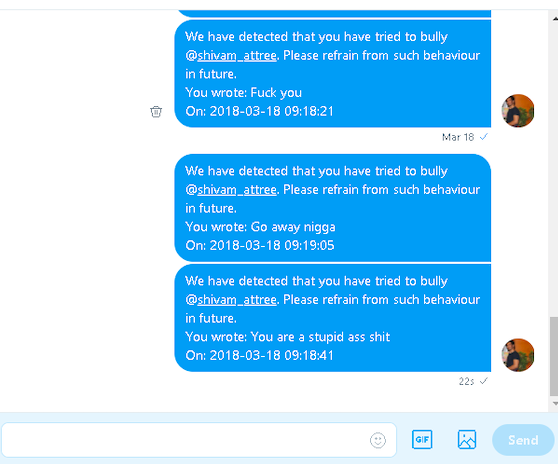 We have detected that you have tried to bully
@shivam_attree. Please refrain from such behaviour
in future.
You wrote: Fuck you
On: 2018-03-18 09:18:21
Mar 18 ✓
We have detected that you have tried to bully
@shivam_attree. Please refrain from such behaviour
in future.
You wrote: Go away nigga
On: 2018-03-18 09:19:05
We have detected that you have tried to bully
@shivam_attree. Please refrain from such behaviour
in future.
You wrote: You are a stupid ass shit
On: 2018-03-18 09:18:41
22s ✓
GIF
Send